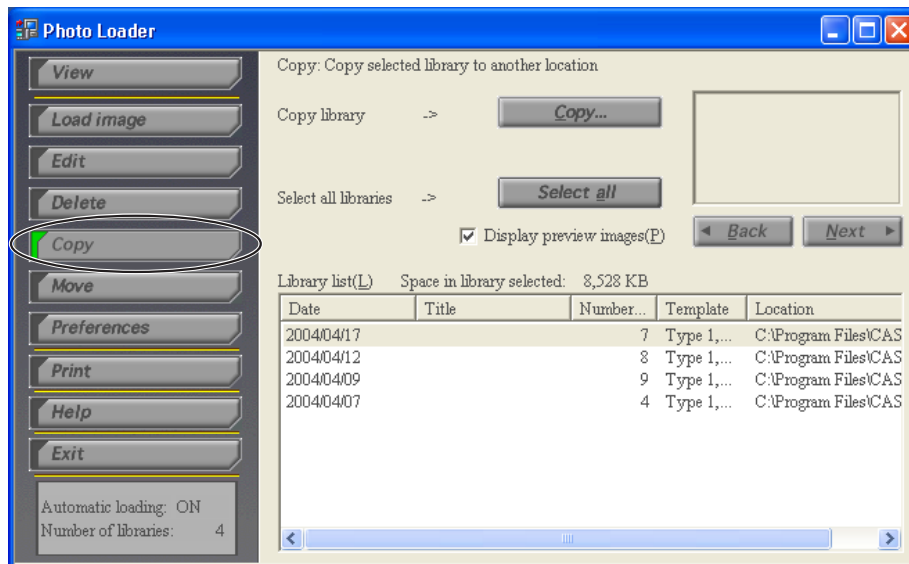 Photo Loader
View
Load image
Edit
Delete
Copy
Move
Preferences
Print
Help
Exit
Automatic loading: ON
Number of libraries: 4
Copy: Copy selected library to another location
Copy library -> Copy...
Select all libraries -> Select all
Display preview images(P)
Back Next
Library list(L) Space in library selected: 8,528 KB
Date Title Number... Template Location
2004/04/17 7 Type 1,... C:\Program Files\CAS
2004/04/12 8 Type 1,... C:\Program Files\CAS
2004/04/09 9 Type 1,... C:\Program Files\CAS
2004/04/07 4 Type 1,... C:\Program Files\CAS